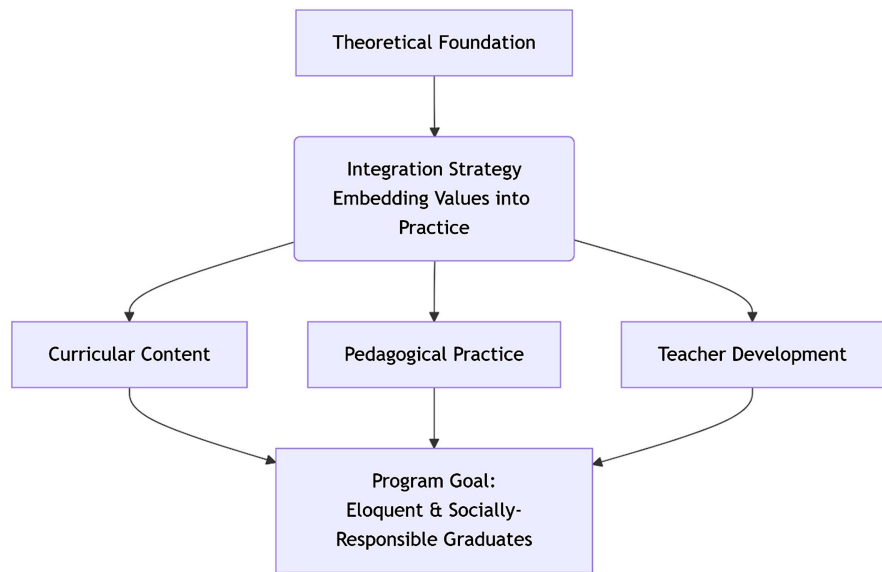 Theoretical Foundation
Integration Strategy
Embedding Values into
Practice
Curricular Content
Pedagogical Practice
Teacher Development
Program Goal:
Eloquent & Socially-
Responsible Graduates